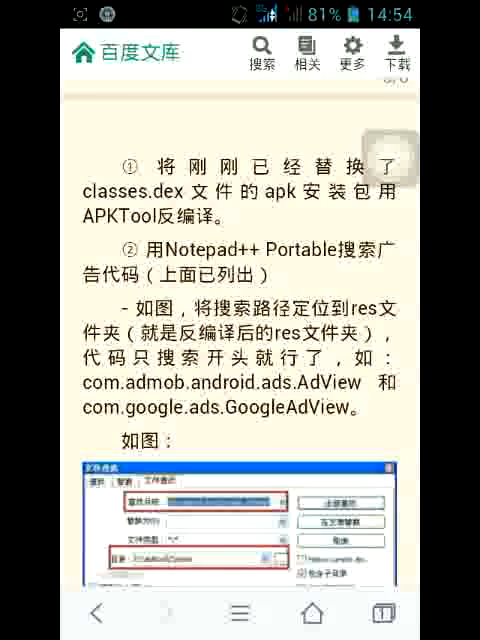 81% 14:54
百度文库
搜索 相关 更多 下载
① 将刚刚已经替换了
classes.dex文件的apk安装包用
APKTool反编译。
② 用Notepad++ Portable搜索广
告代码（上面已列出）
- 如图，将搜索路径定位到res文
件夹（就是反编译后的res文件夹），
代码只搜索开头就行了，如：
com.admob.android.ads.AdView 和
com.google.ads.GoogleAdView。
如图：